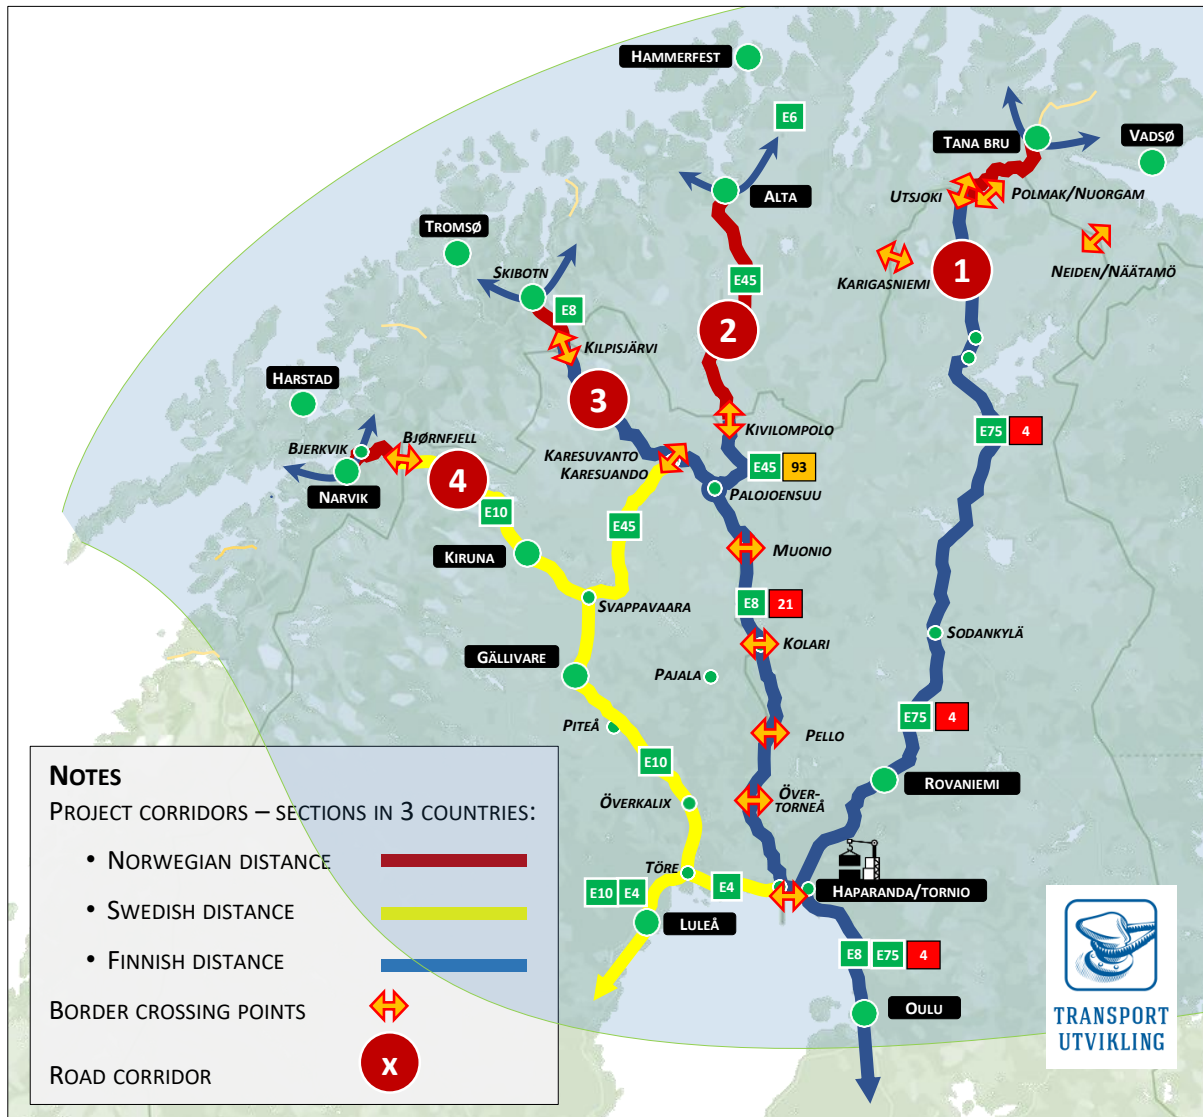 HAMMERFEST
E6
TANA BRU
VADSØ
ALTA
UTSJOKI
POLMAK/NUORGAM
TROMSØ
SKIBOTN
KARIGASNIEMI
1
NEIDEN/NÄÄTAMÖ
E45
E8
2
KILPISJÄRVI
HARSTAD
3
BJERKVIK
BJØRNFJELL
KIVILOMPOLO
E75 4
KARESUVANTO
KARESUANDO
E45 93
NARVIK
4
PALOJOENSUU
E10
E45
KIRUNA
MUONIO
SVAPPAVAARA
E8 21
SODANKYLÄ
KOLARI
GÄLLIVARE
PAJALA
E75 4
PITEÅ
PELLO
E10
ROVANIEMI
ÖVERKALIX
ÖVER-
TORNEÅ
TÖRE
E10 E4
E4
HAPARANDA/TORNIO
LULEÅ
E8 E75 4
OULU
NOTES
PROJECT CORRIDORS – SECTIONS IN 3 COUNTRIES:
• NORWEGIAN DISTANCE
• SWEDISH DISTANCE
• FINNISH DISTANCE
BORDER CROSSING POINTS
ROAD CORRIDOR
x
TRANSPORT
UTVIKLING